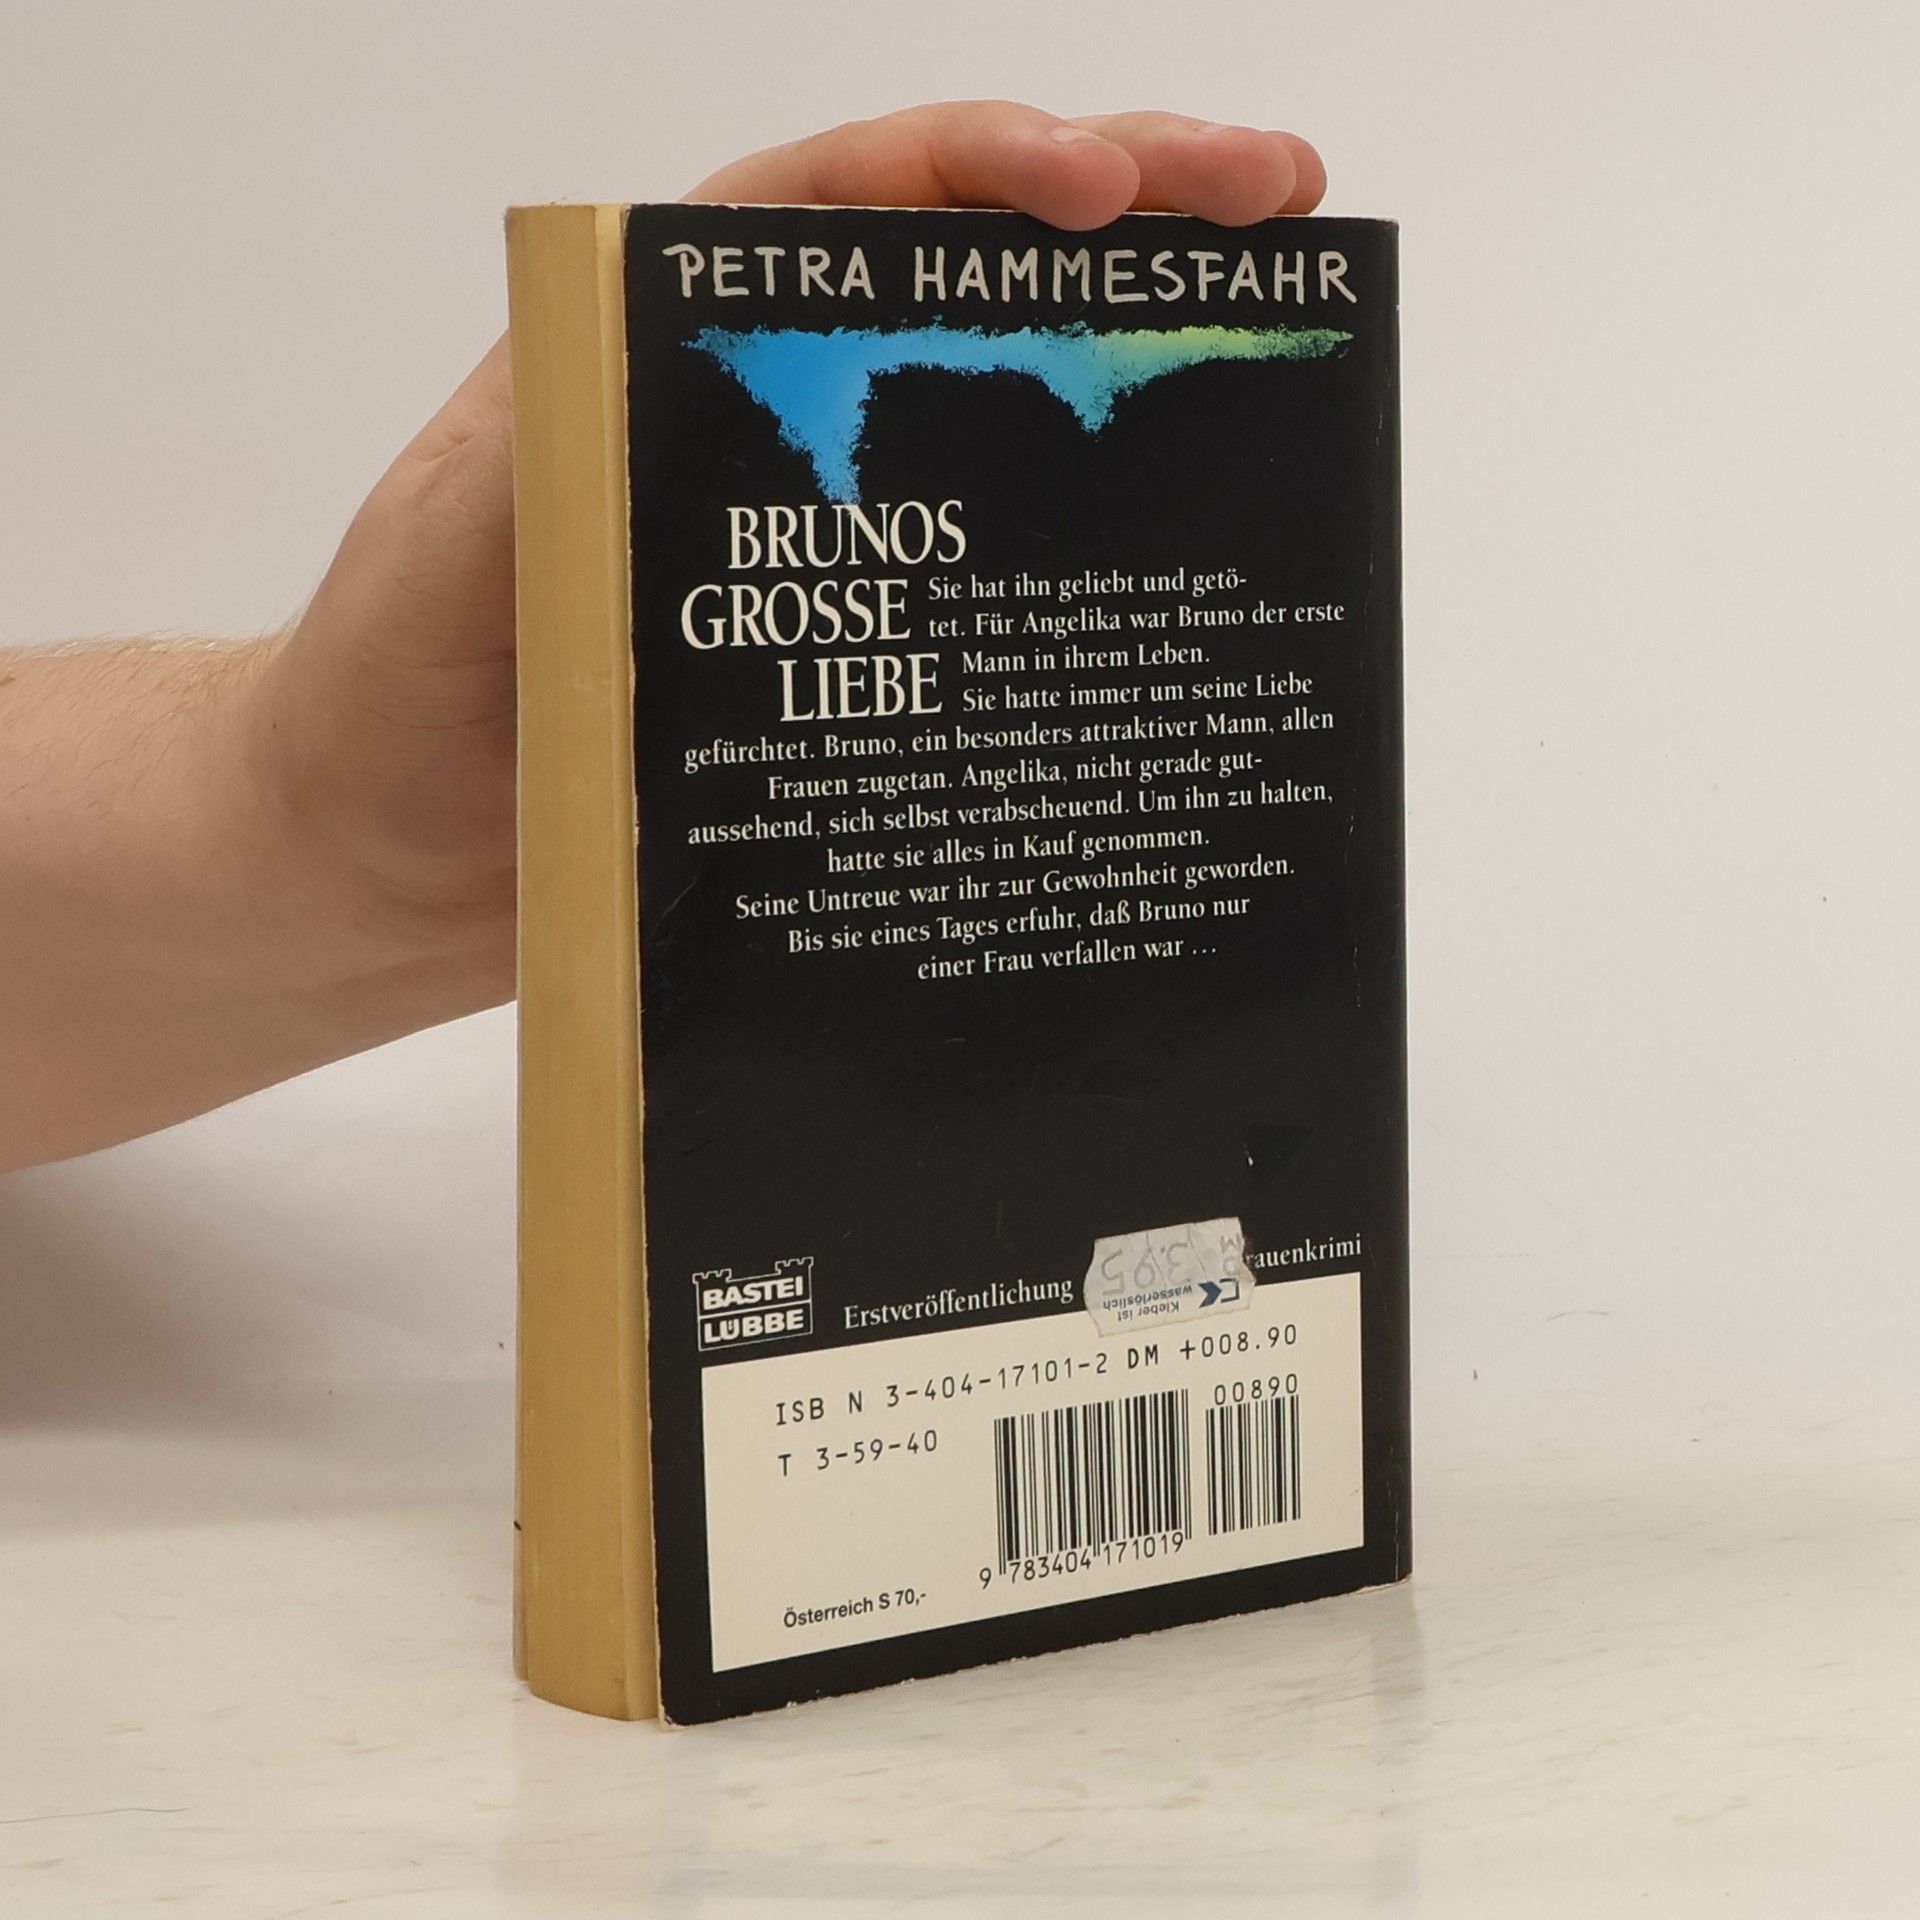 PETRA HAMMESFAHR
BRUNOS
GROSSE
LIEBE
Sie hat ihn geliebt und getö-
tet. Für Angelika war Bruno der erste
Mann in ihrem Leben.
Sie hatte immer um seine Liebe
gefürchtet. Bruno, ein besonders attraktiver Mann, allen
Frauen zugetan. Angelika, nicht gerade gut-
aussehend, sich selbst verabscheuend. Um ihn zu halten,
hatte sie alles in Kauf genommen.
Seine Untreue war ihr zur Gewohnheit geworden.
Bis sie eines Tages erfuhr, daß Bruno nur
einer Frau verfallen war ...
BASTEI
LÜBBE
Erstveröffentlichung
rauenkrimi
DM 3.95
Kleber ist
wasserlöslich
ISB N 3-404-17101-2 DM +008.90
00890
T 3-59-40
9 783404 171019
Österreich S 70,-